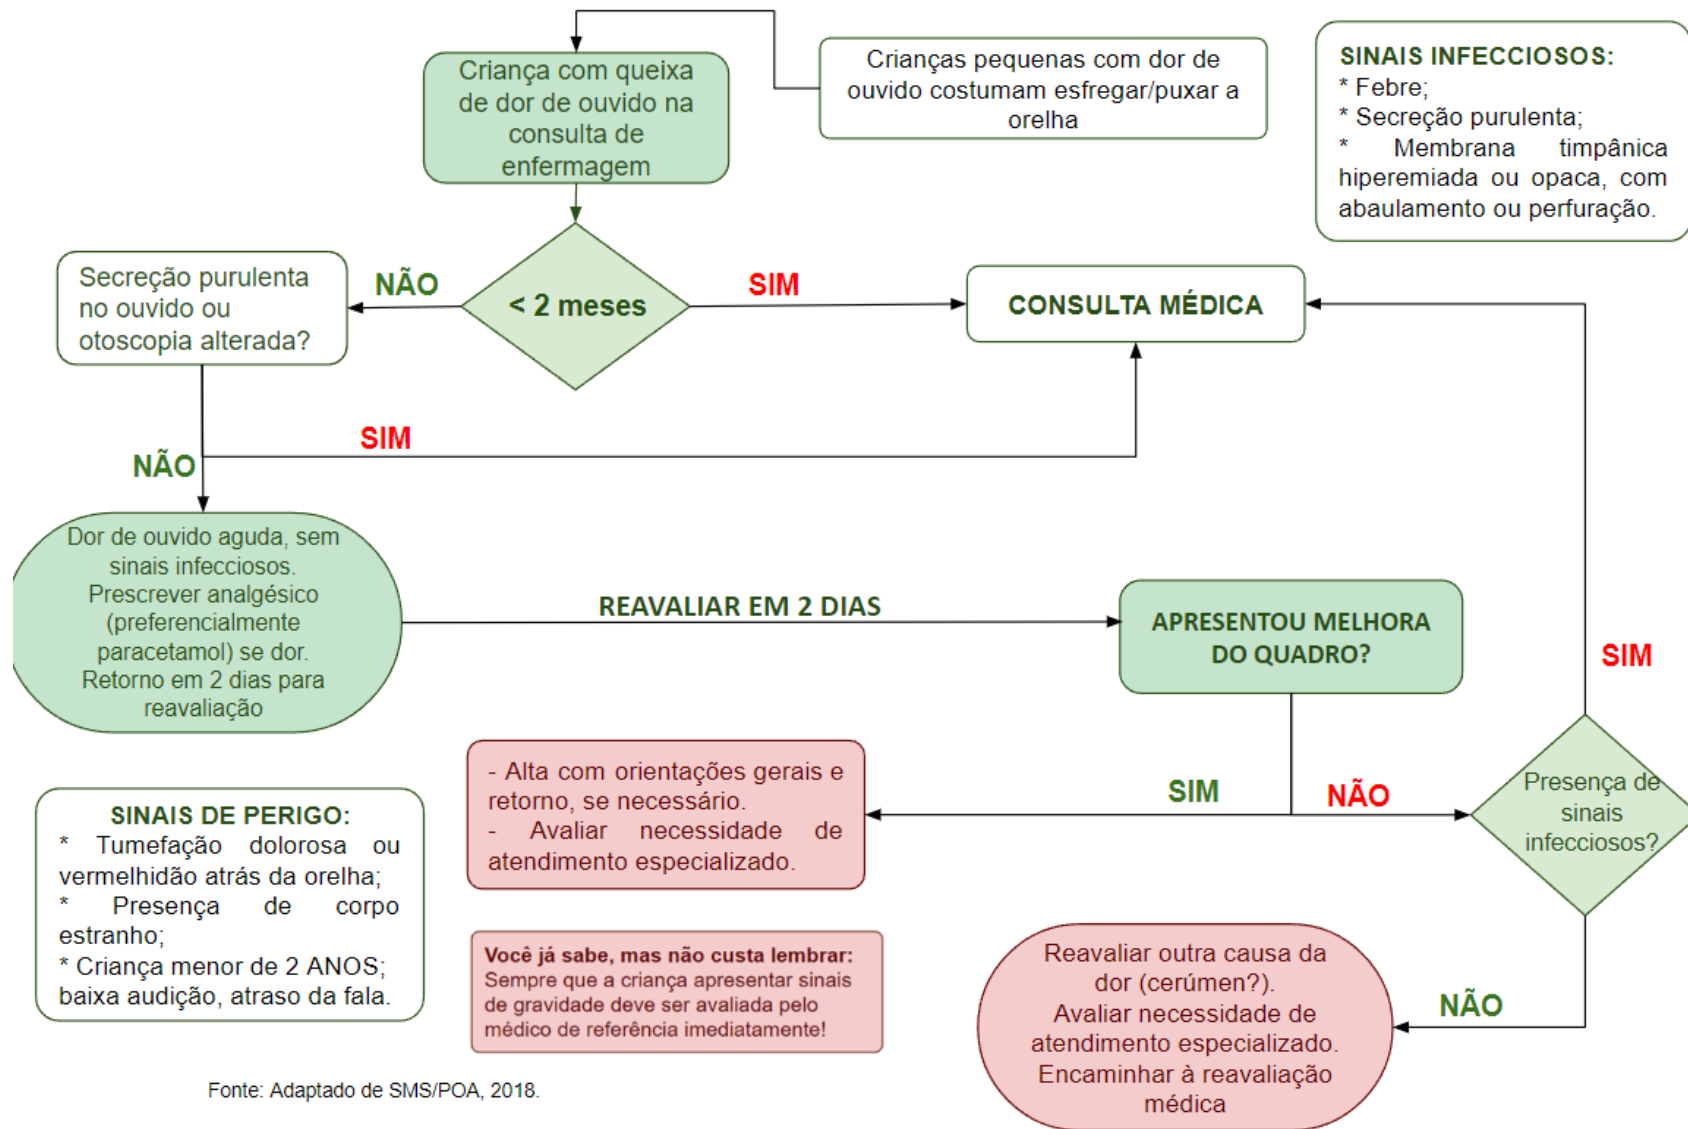 Criança com queixa
de dor de ouvido na
consulta de
enfermagem
Crianças pequenas com dor de
ouvido costumam esfregar/puxar a
orelha
SINAIS INFECCIOSOS:
* Febre;
* Secreção purulenta;
* Membrana timpânica
hiperemiada ou opaca, com
abaulamento ou perfuração.
Secreção purulenta
no ouvido ou
otoscopia alterada?
NÃO
< 2 meses
SIM
CONSULTA MÉDICA
NÃO
SIM
Dor de ouvido aguda, sem
sinais infecciosos.
Prescrever analgésico
(preferencialmente
paracetamol) se dor.
Retorno em 2 dias para
reavaliação
REAVALIAR EM 2 DIAS
APRESENTOU MELHORA
DO QUADRO?
SIM
- Alta com orientações gerais e
retorno, se necessário.
- Avaliar necessidade de
atendimento especializado.
SIM
NÃO
Presença de
sinais
infecciosos?
SINAIS DE PERIGO:
* Tumefação dolorosa ou
vermelhidão atrás da orelha;
* Presença de corpo
estranho;
* Criança menor de 2 ANOS;
baixa audição, atraso da fala.
Você já sabe, mas não custa lembrar:
Sempre que a criança apresentar sinais
de gravidade deve ser avaliada pelo
médico de referência imediatamente!
Reavaliar outra causa da
dor (cerúmen?).
Avaliar necessidade de
atendimento especializado.
Encaminhar à reavaliação
médica
NÃO
Fonte: Adaptado de SMS/POA, 2018.